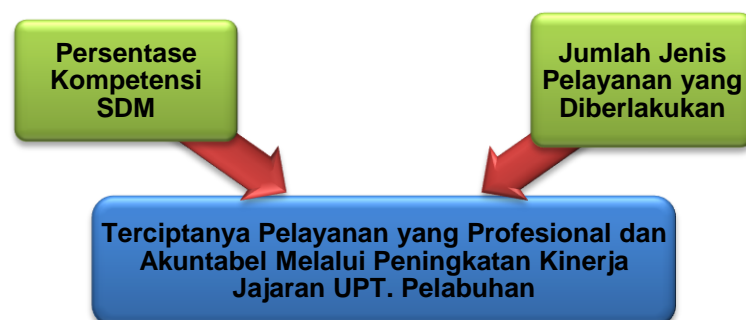 Persentase
Kompetensi
SDM
Jumlah Jenis
Pelayanan yang
Diberlakukan
Terciptanya Pelayanan yang Profesional dan
Akuntabel Melalui Peningkatan Kinerja
Jajaran UPT. Pelabuhan